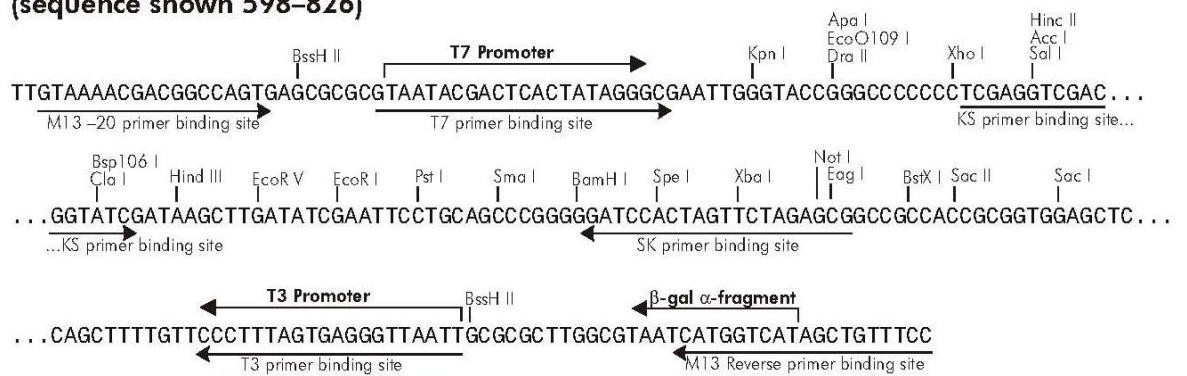 (sequence shown 598–826)
Apa I Hinc II
EcoO109 I Acc I
BssH II T7 Promoter Kpn I Dra II Xho I Sal I
TTGTAAAACGACGGCCAGTGAGCGCGCGTAATACGACTCACTATAGGGCGAATTGGGTACCGGGCCCCCCCTCGAGGTCGAC...
M13 –20 primer binding site T7 primer binding site KS primer binding site...
Bsp106 I Not I
Cla I Hind III EcoR V EcoR I Pst I Sma I BamH I Spe I Xba I Eag I BstX I Sac II Sac I
...GGTATCGATAAGCTTGATATCGAATTCCTGCAGCCCGGGGGATCCACTAGTTCTAGAGCGGCCGCCACCGCGGTGGAGCTC...
...KS primer binding site SK primer binding site
T3 Promoter BssH II β-gal α-fragment
...CAGCTTTTGTTCCCTTTAGTGAGGGTTAATTGCGCGCTTGGCGTAATCATGGTCATAGCTGTTTCC
T3 primer binding site M13 Reverse primer binding site